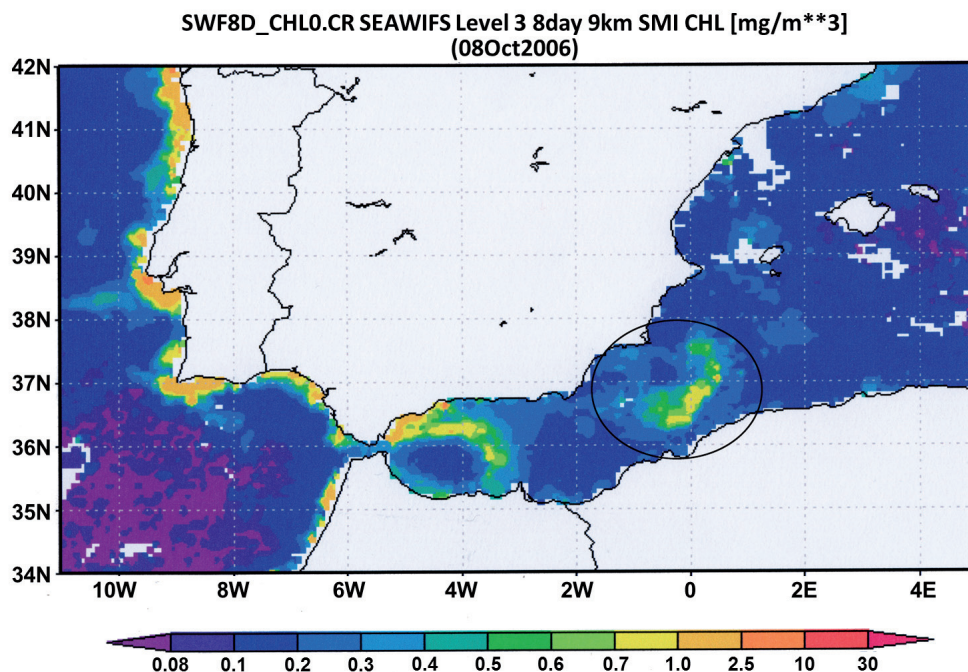 SWF8D_CHL0.CR SEAWIFS Level 3 8day 9km SMI CHL [mg/m**3]
(08Oct2006)
42N
41N
40N
39N
38N
37N
36N
35N
34N
10W 8W 6W 4W 2W 0 2E 4E
0.08 0.1 0.2 0.3 0.4 0.5 0.6 0.7 1.0 2.5 10 30